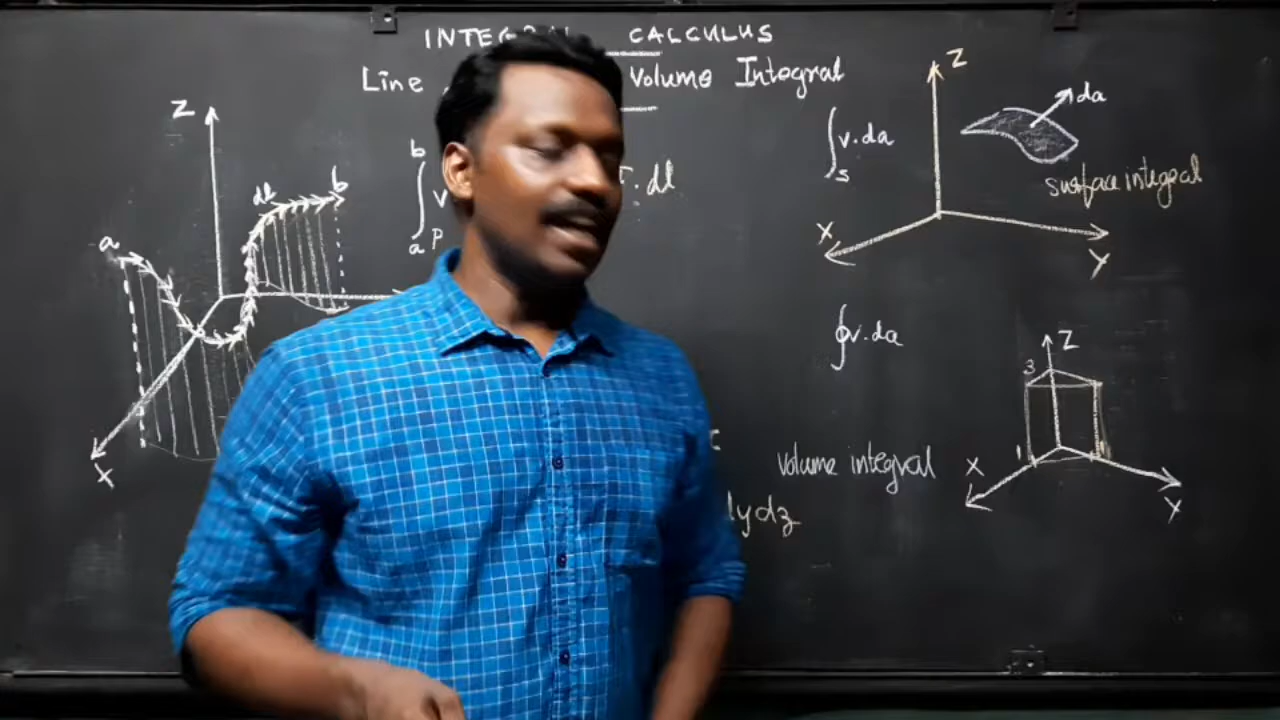 INTEG CALCULUS
Line Volume Integral
Z
a
dl
b
X
b
∫ v
a P
. dl
∫ v.da
s
Z
da
surface integral
X
Y
∮v.da
Z
3
1
X
Y
volume integral
dydz